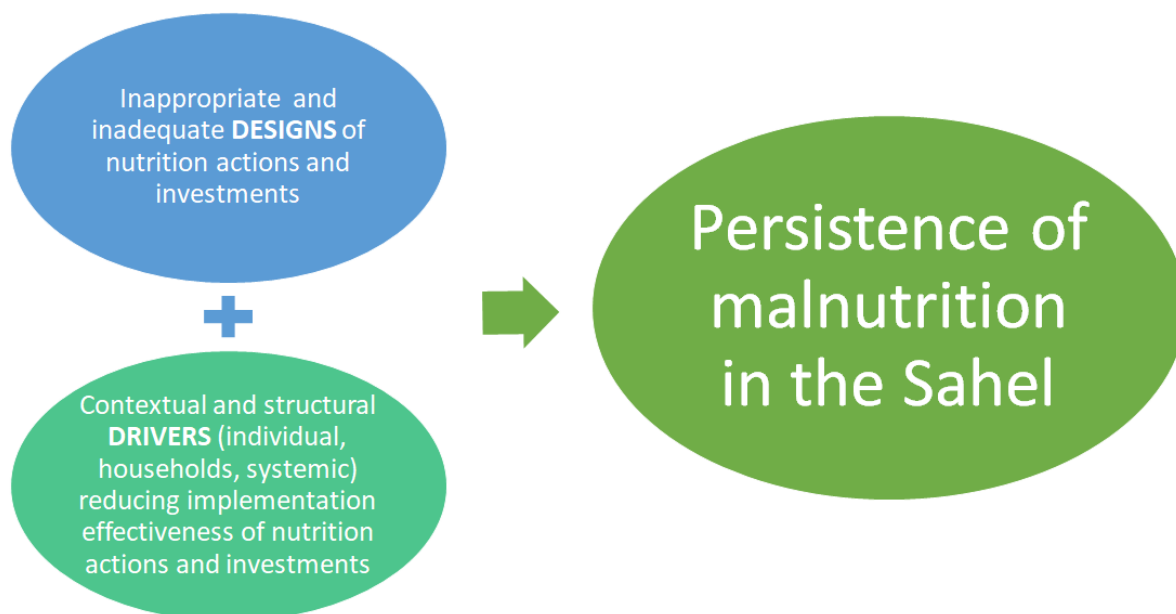 Inappropriate and
inadequate DESIGNS of
nutrition actions and
investments
Contextual and structural
DRIVERS (individual,
households, systemic)
reducing implementation
effectiveness of nutrition
actions and investments
Persistence of
malnutrition
in the Sahel